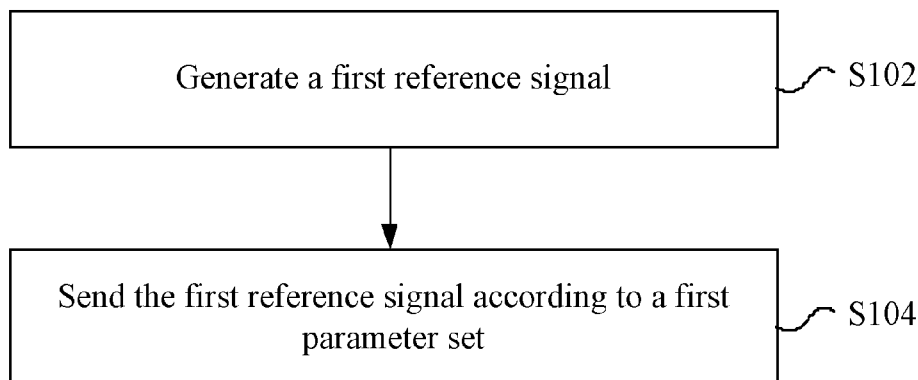 Generate a first reference signal
S102
Send the first reference signal according to a first
parameter set
S104